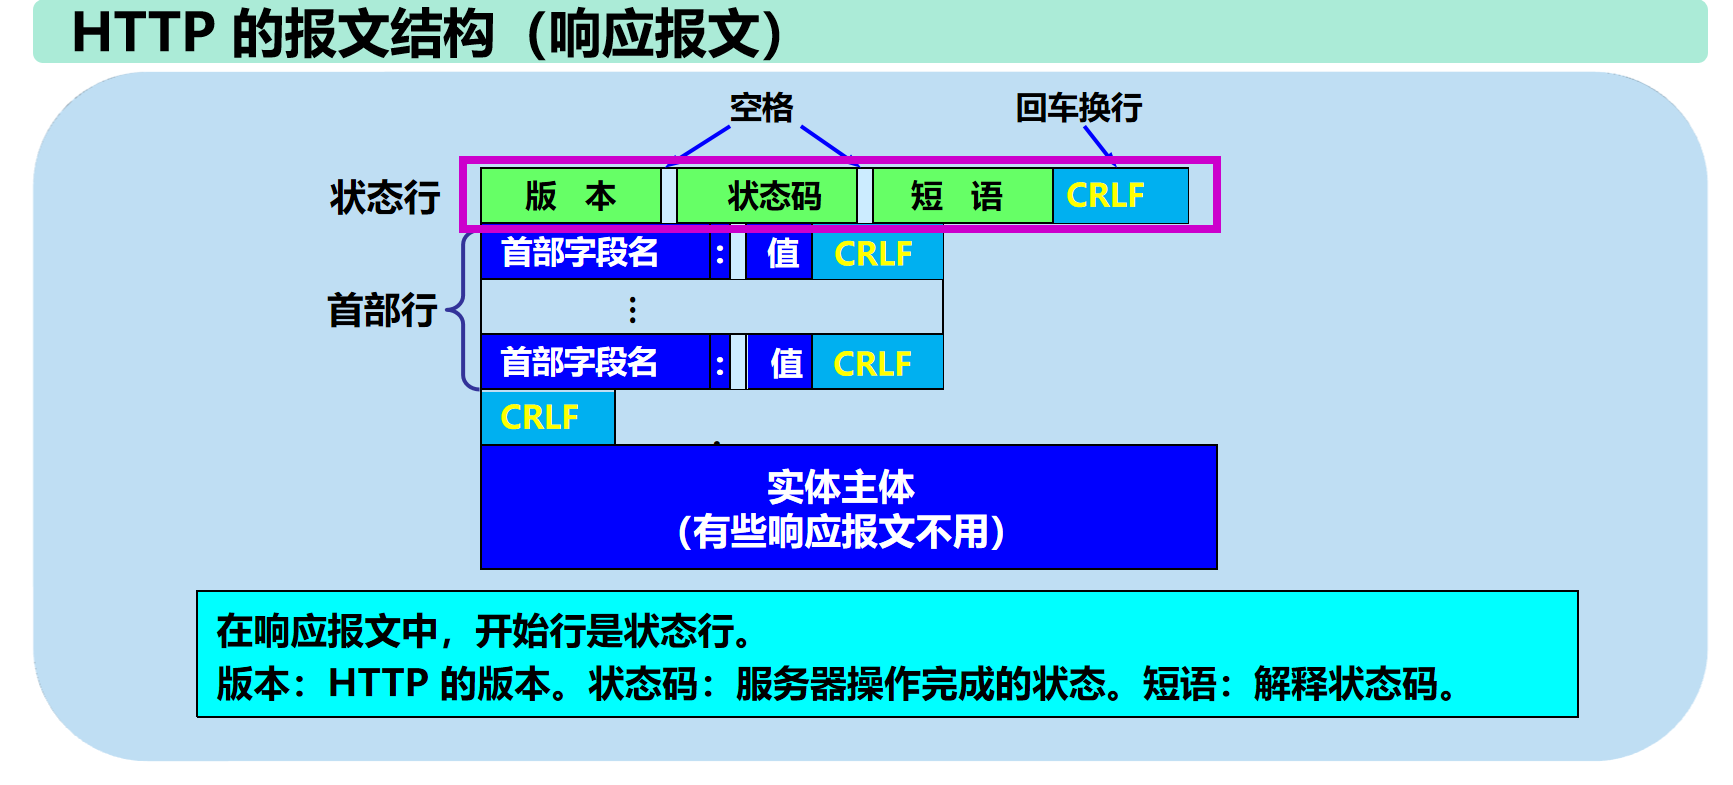 HTTP 的报文结构（响应报文）
空格 回车换行
状态行 版 本 状态码 短 语 CRLF
首部字段名 : 值 CRLF
首部行 ⋮
首部字段名 : 值 CRLF
CRLF
实体主体
（有些响应报文不用）
在响应报文中，开始行是状态行。
版本：HTTP 的版本。状态码：服务器操作完成的状态。短语：解释状态码。